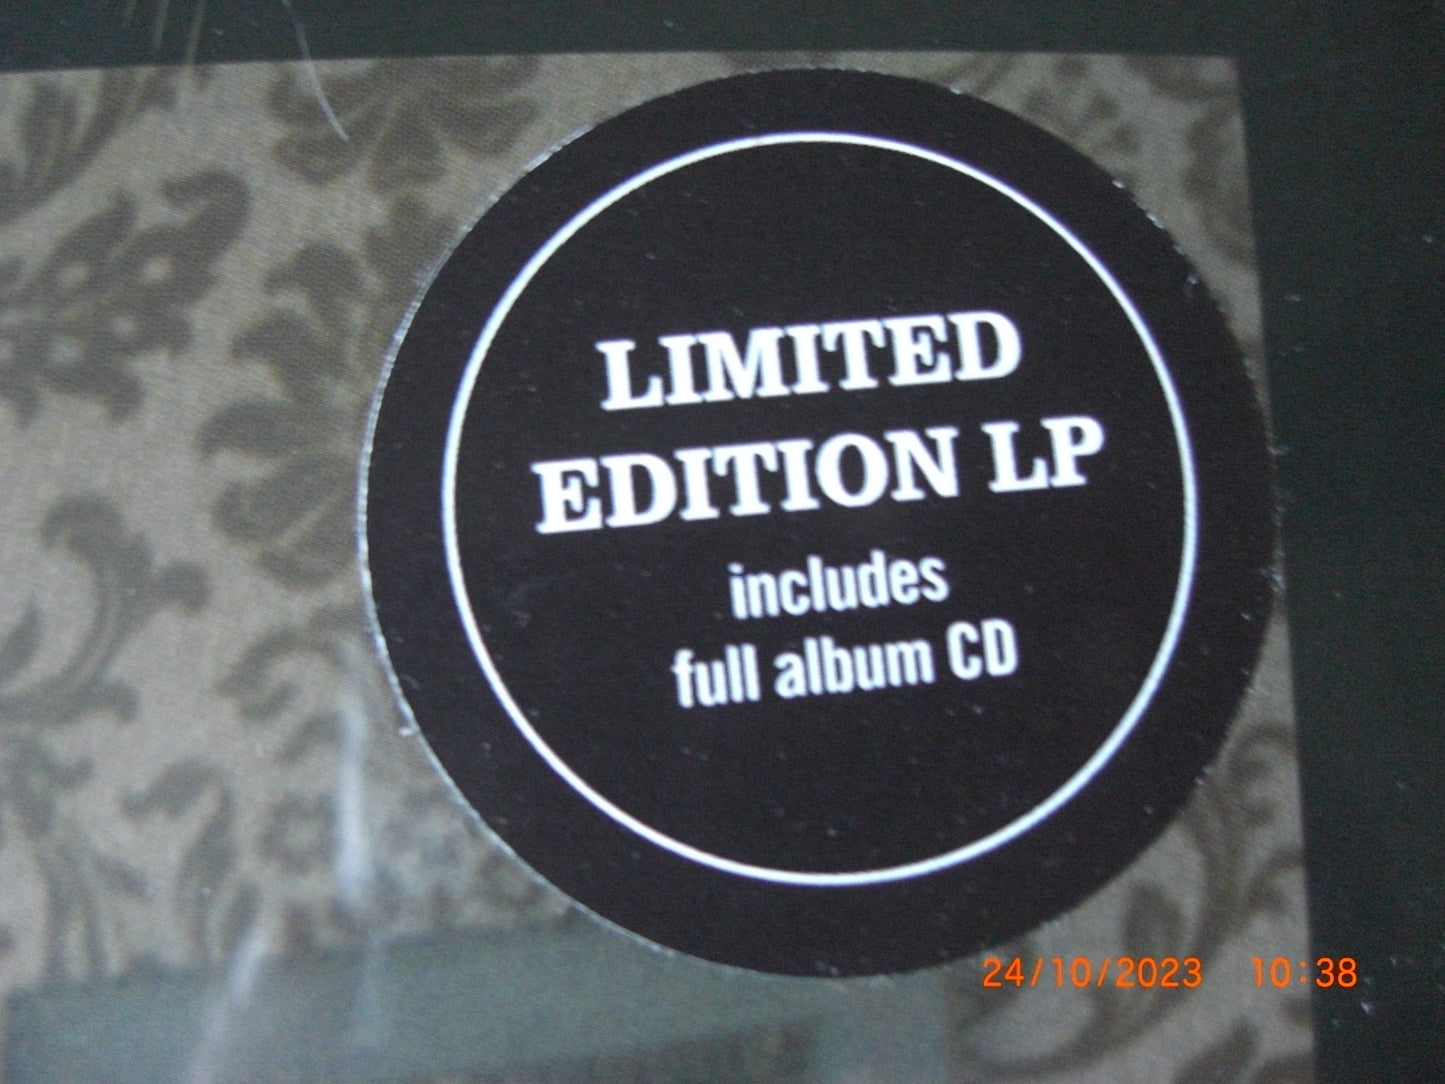 LIMITED
EDITION LP
includes
full album CD
24/10/2023 10:38